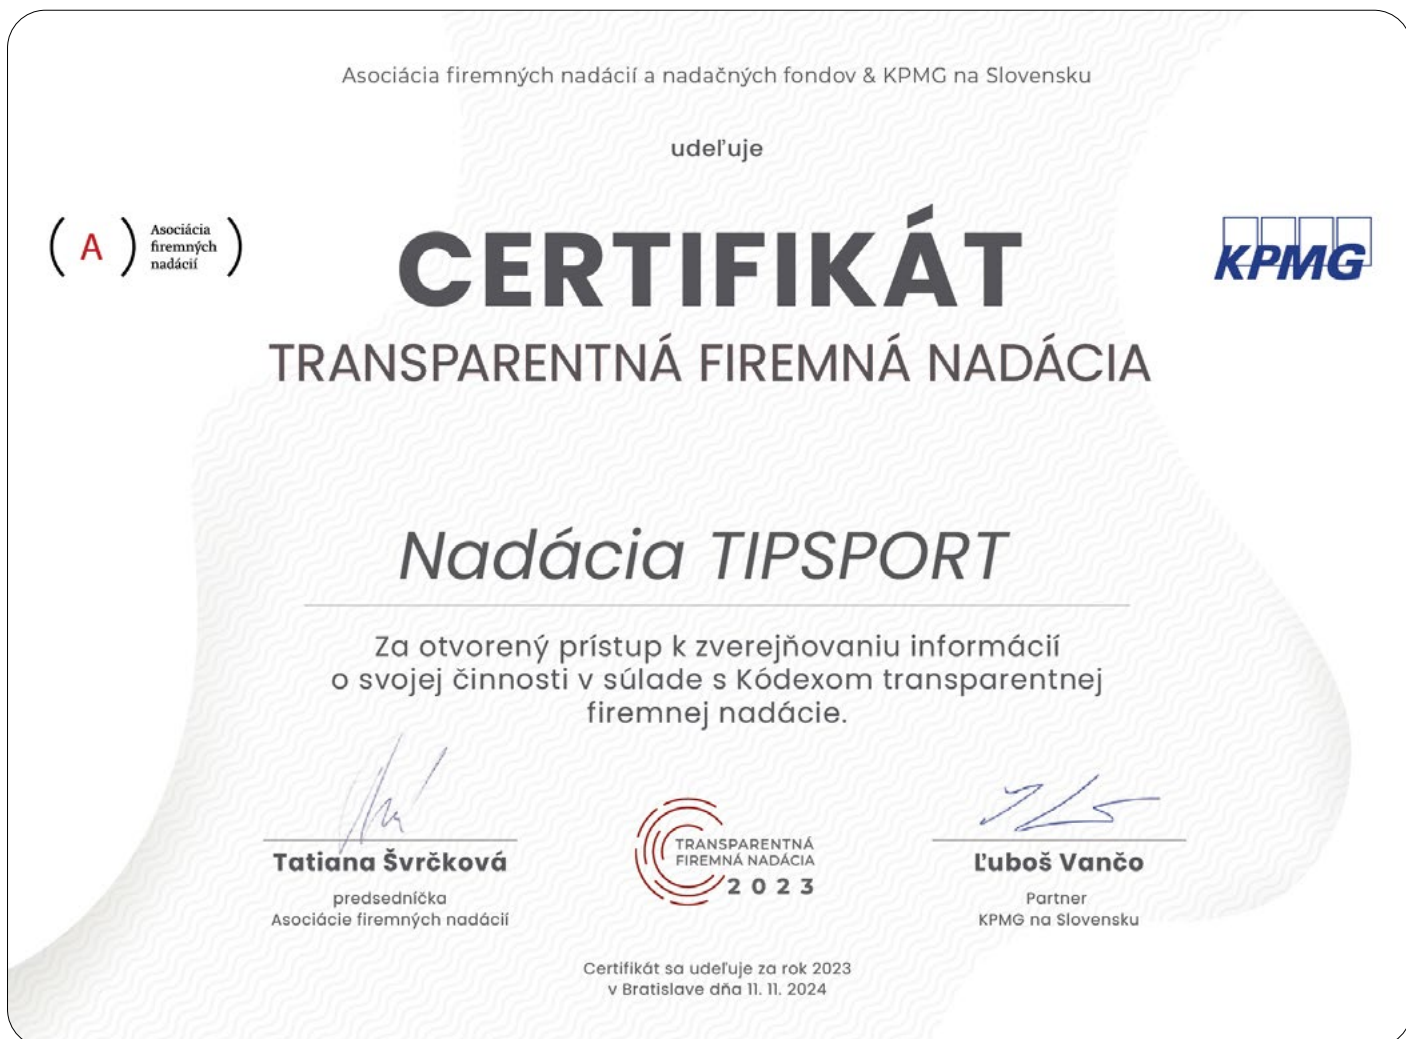 Asociácia firemných nadácií a nadačných fondov & KPMG na Slovensku
udeľuje
( A ) Asociácia )
firemných
nadácií
KPMG
CERTIFIKÁT
TRANSPARENTNÁ FIREMNÁ NADÁCIA
Nadácia TIPSPORT
Za otvorený prístup k zverejňovaniu informácií
o svojej činnosti v súlade s Kódexom transparentnej
firemnej nadácie.
Tatiana Švrčková
predsedníčka
Asociácie firemných nadácií
TRANSPARENTNÁ
FIREMNÁ NADÁCIA
2023
Ľuboš Vančo
Partner
KPMG na Slovensku
Certifikát sa udeľuje za rok 2023
v Bratislave dňa 11. 11. 2024